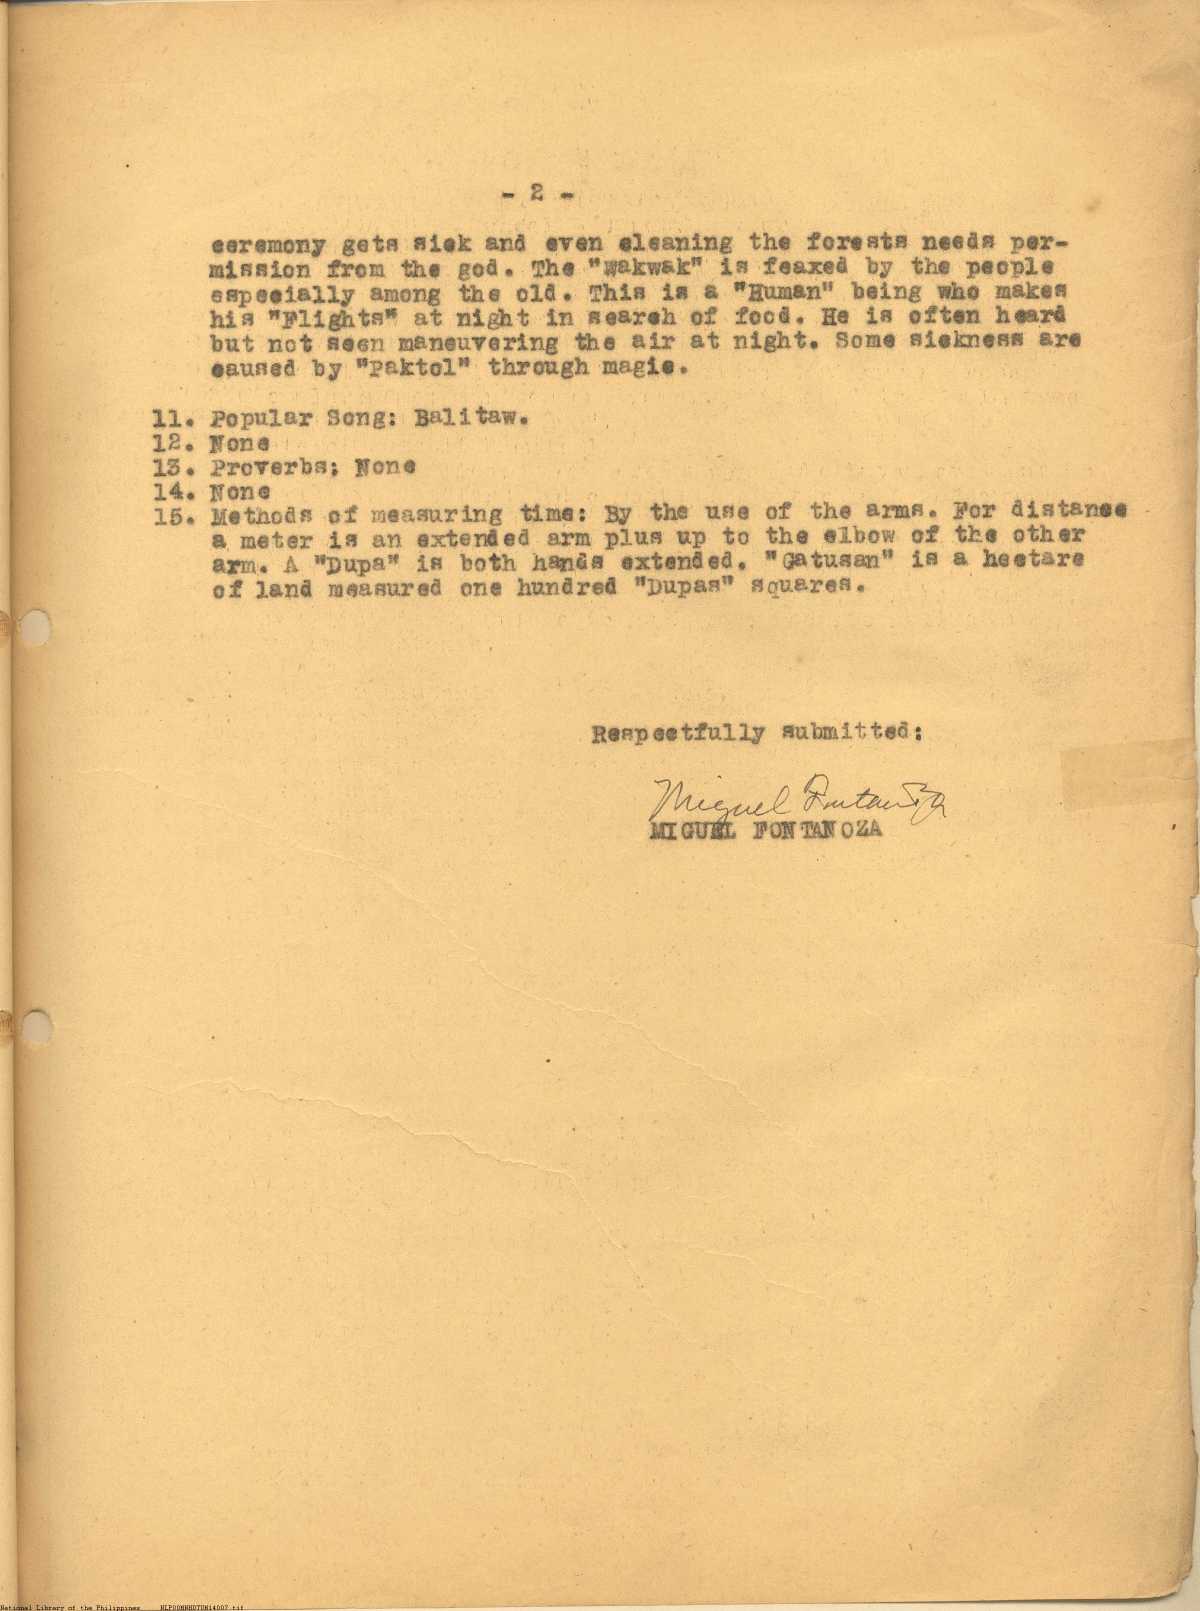 - 2 -
ceremony gets sick and even cleaning the forests needs per-
mission from the god. The "Wakwak" is feaxed by the people
especially among the old. This is a "Human" being who makes
his "Flights" at night in search of food. He is often heard
but not seen maneuvering the air at night. Some sickness are
caused by "Paktol" through magic.
11. Popular Song: Balitaw.
12. None
13. Proverbs: None
14. None
15. Methods of measuring time: By the use of the arms. For distance
a meter is an extended arm plus up to the elbow of the other
arm. A "Dupa" is both hands extended. "Gatusan" is a hectare
of land measured one hundred "Dupas" squares.
Respectfully submitted:
Miguel Fontanoza
MIGUEL FONTANOZA
National Library of the Philippines NLP00MNHDTUM14007.tif